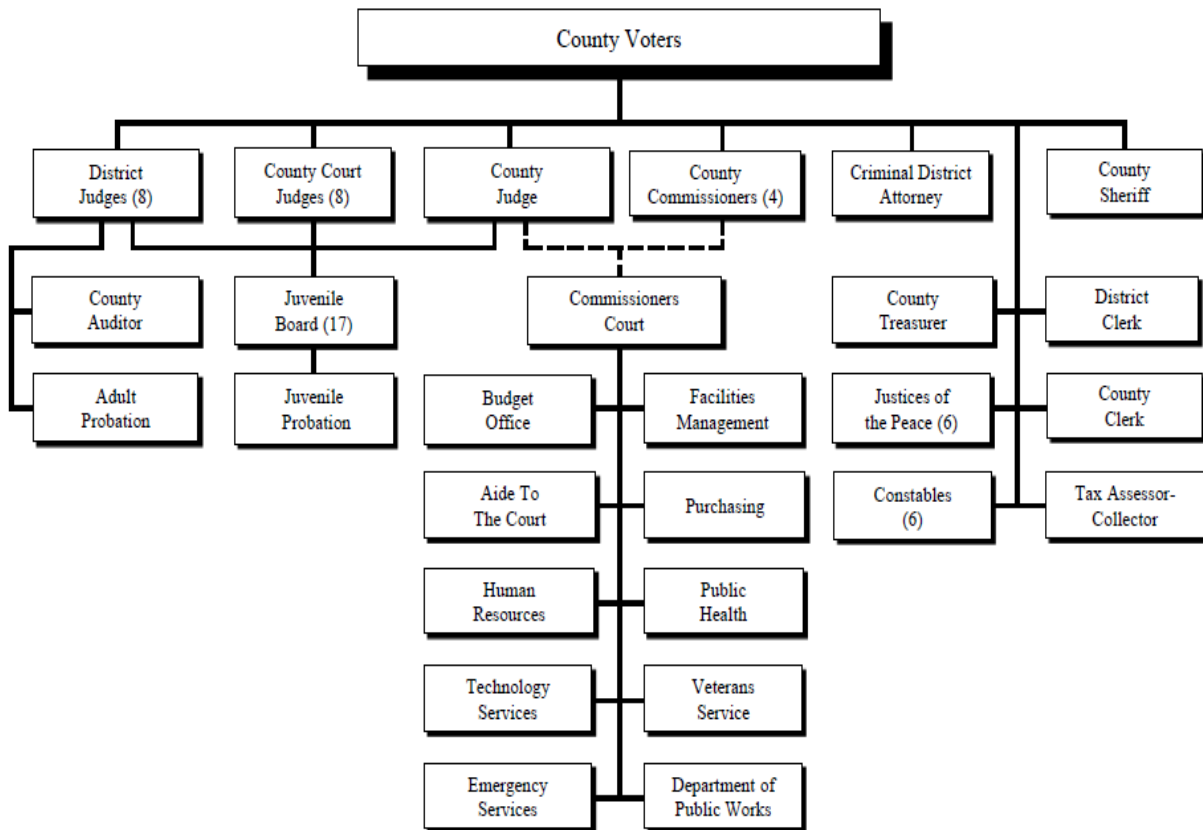 County Voters
District
Judges (8)
County Court
Judges (8)
County
Judge
County
Commissioners (4)
Criminal District
Attorney
County
Sheriff
County
Auditor
Juvenile
Board (17)
Commissioners
Court
County
Treasurer
District
Clerk
Adult
Probation
Juvenile
Probation
Budget
Office
Facilities
Management
Justices of
the Peace (6)
County
Clerk
Aide To
The Court
Purchasing
Constables
(6)
Tax Assessor-
Collector
Human
Resources
Public
Health
Technology
Services
Veterans
Service
Emergency
Services
Department of
Public Works